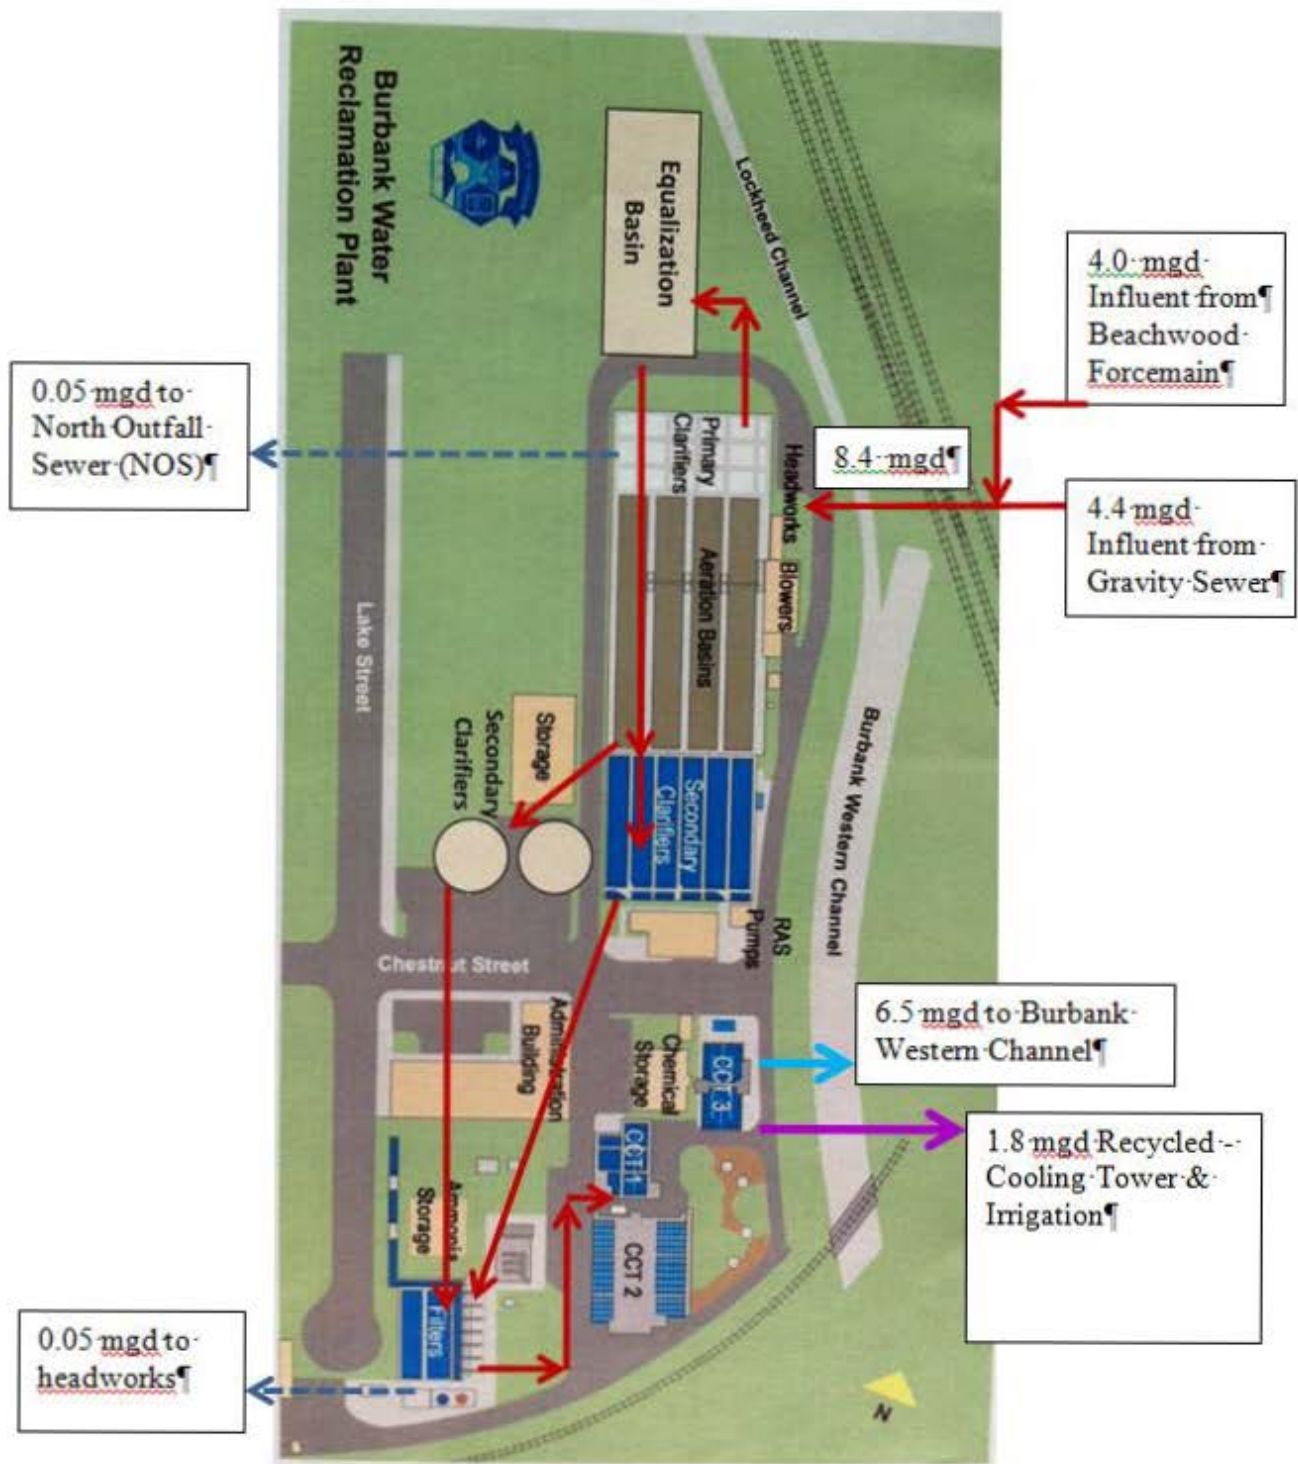 Burbank Water
Reclamation Plant
Equalization
Basin
Lockheed Channel
4.0 mgd
Influent from¶
Beachwood
Forcemain¶
0.05 mgd to
North Outfall
Sewer (NOS)¶
Primary
Clarifiers
Headworks
8.4 mgd¶
4.4 mgd
Influent from
Gravity Sewer¶
Blowers
Aeration Basins
Lake Street
Storage
Secondary
Clarifiers
Secondary
Clarifiers
Burbank Western Channel
RAS
Pumps
Chestnut Street
Administration
Building
Chemical
Storage
CCT 3
6.5 mgd to Burbank
Western Channel¶
1.8 mgd Recycled -
Cooling Tower &
Irrigation¶
CCT 1
CCT 2
Ammonia
Storage
Filters
0.05 mgd to
headworks¶
N